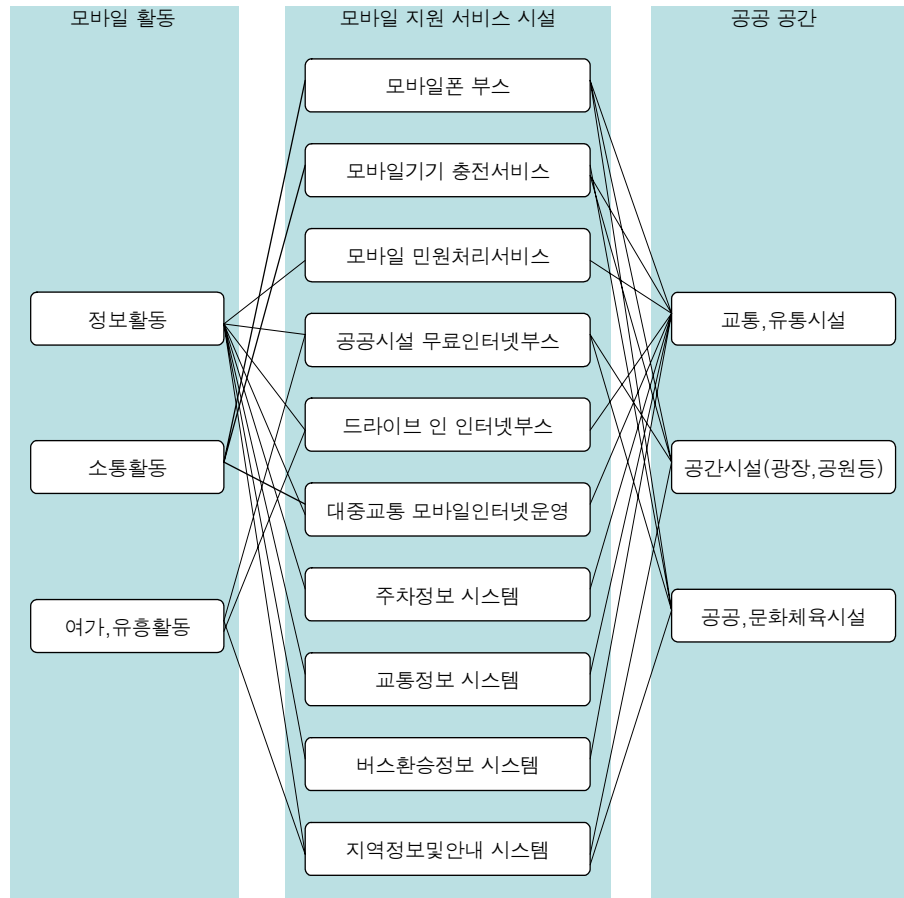 모바일 활동
모바일 지원 서비스 시설
공공 공간
모바일폰 부스
모바일기기 충전서비스
모바일 민원처리서비스
공공시설 무료인터넷부스
드라이브 인 인터넷부스
대중교통 모바일인터넷운영
주차정보 시스템
교통정보 시스템
버스환승정보 시스템
지역정보및안내 시스템
정보활동
소통활동
여가,유흥활동
교통,유통시설
공간시설(광장,공원등)
공공,문화체육시설